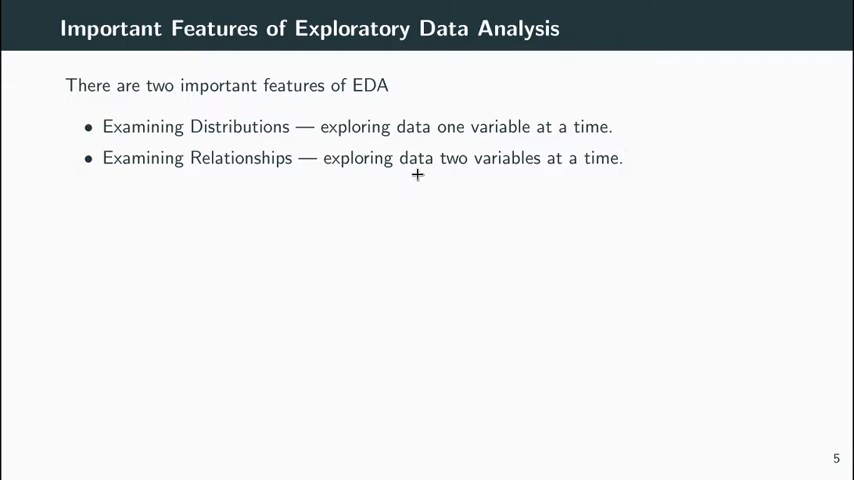 Important Features of Exploratory Data Analysis
There are two important features of EDA
• Examining Distributions — exploring data one variable at a time.
• Examining Relationships — exploring data two variables at a time.
5